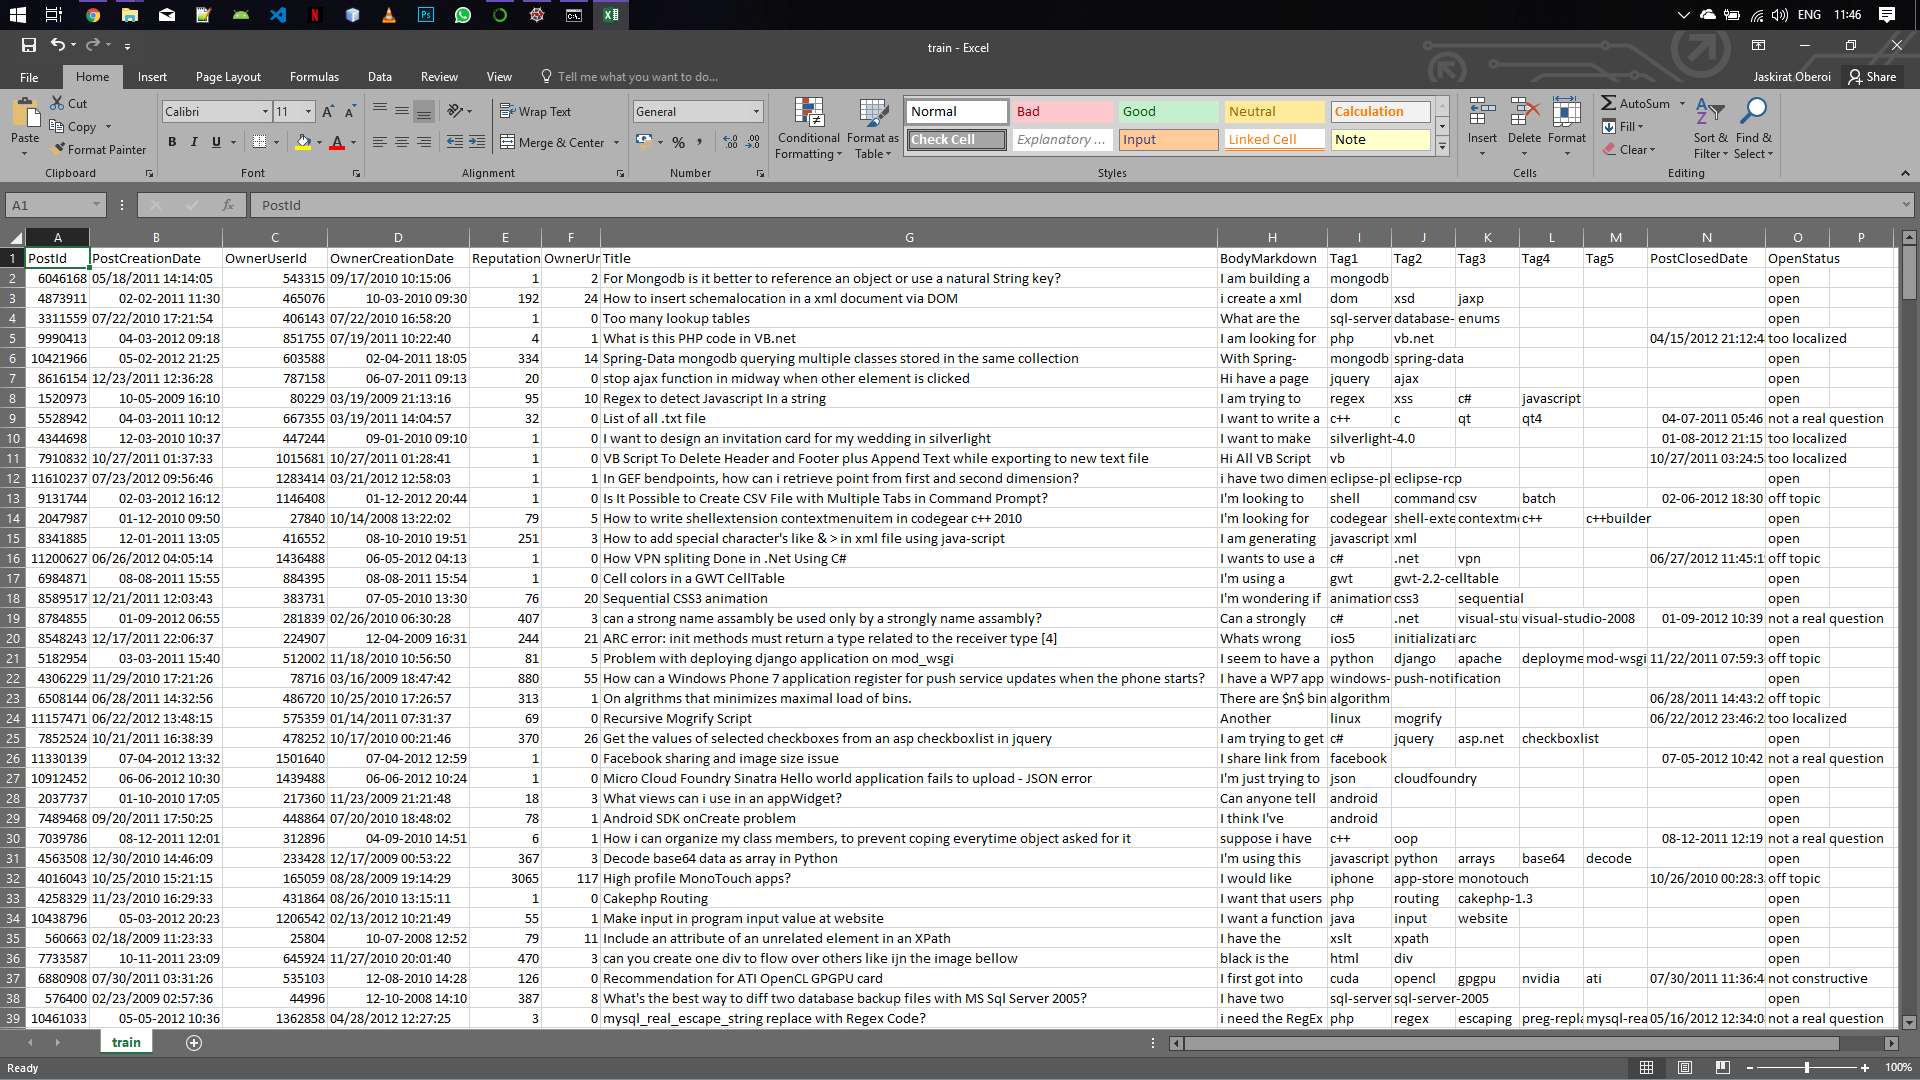 ENG 11:46
train - Excel
File Home Insert Page Layout Formulas Data Review View Tell me what you want to do... Jaskirat Oberoi Share
Paste Cut Copy Format Painter Clipboard
Calibri 11 B I U Font
Wrap Text Merge & Center Alignment
General % Number
Conditional Formatting Format as Table
Normal Bad Good Neutral Calculation
Check Cell Explanatory ... Input Linked Cell Note
Styles
Insert Delete Format Cells
AutoSum Fill Clear Sort & Filter Find & Select Editing
A1 fx PostId
A B C D E F G H I J K L M N O P
1 PostId PostCreationDate OwnerUserId OwnerCreationDate Reputation OwnerUn Title BodyMarkdown Tag1 Tag2 Tag3 Tag4 Tag5 PostClosedDate OpenStatus
2 6046168 05/18/2011 14:14:05 543315 09/17/2010 10:15:06 1 2 For Mongodb is it better to reference an object or use a natural String key? I am building a mongodb open
3 4873911 02-02-2011 11:30 465076 10-03-2010 09:30 192 24 How to insert schemalocation in a xml document via DOM i create a xml dom xsd jaxp open
4 3311559 07/22/2010 17:21:54 406143 07/22/2010 16:58:20 1 0 Too many lookup tables What are the sql-server database- enums open
5 9990413 04-03-2012 09:18 851755 07/19/2011 10:22:40 4 1 What is this PHP code in VB.net I am looking for php vb.net 04/15/2012 21:12:4 too localized
6 10421966 05-02-2012 21:25 603588 02-04-2011 18:05 334 14 Spring-Data mongodb querying multiple classes stored in the same collection With Spring- mongodb spring-data open
7 8616154 12/23/2011 12:36:28 787158 06-07-2011 09:13 20 0 stop ajax function in midway when other element is clicked Hi have a page jquery ajax open
8 1520973 10-05-2009 16:10 80229 03/19/2009 21:13:16 95 10 Regex to detect Javascript In a string I am trying to regex xss c# javascript open
9 5528942 04-03-2011 10:12 667355 03/19/2011 14:04:57 32 0 List of all .txt file I want to write a c++ c qt qt4 04-07-2011 05:46 not a real question
10 4344698 12-03-2010 10:37 447244 09-01-2010 09:10 1 0 I want to design an invitation card for my wedding in silverlight I want to make silverlight-4.0 01-08-2012 21:15 too localized
11 7910832 10/27/2011 01:37:33 1015681 10/27/2011 01:28:41 1 0 VB Script To Delete Header and Footer plus Append Text while exporting to new text file Hi All VB Script vb 10/27/2011 03:24:5 too localized
12 11610237 07/23/2012 09:56:46 1283414 03/21/2012 12:58:03 1 1 In GEF bendpoints, how can i retrieve point from first and second dimension? i have two dimen eclipse-pl eclipse-rcp open
13 9131744 02-03-2012 16:12 1146408 01-12-2012 20:44 1 0 Is It Possible to Create CSV File with Multiple Tabs in Command Prompt? I'm looking to shell command csv batch 02-06-2012 18:30 off topic
14 2047987 01-12-2010 09:50 27840 10/14/2008 13:22:02 79 5 How to write shellextension contextmenuitem in codegear c++ 2010 I'm looking for codegear shell-exte contextme c++ c++builder open
15 8341885 12-01-2011 13:05 416552 08-10-2010 19:51 251 3 How to add special character's like & > in xml file using java-script I am generating javascript xml open
16 11200627 06/26/2012 04:05:14 1436488 06-05-2012 04:13 1 0 How VPN spliting Done in .Net Using C# I wants to use a c# .net vpn 06/27/2012 11:45:1 off topic
17 6984871 08-08-2011 15:55 884395 08-08-2011 15:54 1 0 Cell colors in a GWT CellTable I'm using a gwt gwt-2.2-celltable open
18 8589517 12/21/2011 12:03:43 383731 07-05-2010 13:30 76 20 Sequential CSS3 animation I'm wondering if animation css3 sequential open
19 8784855 01-09-2012 06:55 281839 02/26/2010 06:30:28 407 3 can a strong name assambly be used only by a strongly name assambly? Can a strongly c# .net visual-stu visual-studio-2008 01-09-2012 10:39 not a real question
20 8548243 12/17/2011 22:06:37 224907 12-04-2009 16:31 244 21 ARC error: init methods must return a type related to the receiver type [4] Whats wrong ios5 initializati arc open
21 5182954 03-03-2011 15:40 512002 11/18/2010 10:56:50 81 5 Problem with deploying django application on mod_wsgi I seem to have a python django apache deployme mod-wsgi 11/22/2011 07:59:3 off topic
22 4306229 11/29/2010 17:21:26 78716 03/16/2009 18:47:42 880 55 How can a Windows Phone 7 application register for push service updates when the phone starts? I have a WP7 app windows- push-notification open
23 6508144 06/28/2011 14:32:56 486720 10/25/2010 17:26:57 313 1 On algrithms that minimizes maximal load of bins. There are $n$ bin algorithm 06/28/2011 14:43:2 off topic
24 11157471 06/22/2012 13:48:15 575359 01/14/2011 07:31:37 69 0 Recursive Mogrify Script Another linux mogrify 06/22/2012 23:46:2 too localized
25 7852524 10/21/2011 16:38:39 478252 10/17/2010 00:21:46 370 26 Get the values of selected checkboxes from an asp checkboxlist in jquery I am trying to get c# jquery asp.net checkboxlist open
26 11330139 07-04-2012 13:32 1501640 07-04-2012 12:59 1 0 Facebook sharing and image size issue I share link from facebook 07-05-2012 10:42 not a real question
27 10912452 06-06-2012 10:30 1439488 06-06-2012 10:24 1 0 Micro Cloud Foundry Sinatra Hello world application fails to upload - JSON error I'm just trying to json cloudfoundry open
28 2037737 01-10-2010 17:05 217360 11/23/2009 21:21:48 18 3 What views can i use in an appWidget? Can anyone tell android open
29 7489468 09/20/2011 17:50:25 448864 07/20/2010 18:48:02 78 1 Android SDK onCreate problem I think I've android open
30 7039786 08-12-2011 12:01 312896 04-09-2010 14:51 6 1 How i can organize my class members, to prevent coping everytime object asked for it suppose i have c++ oop 08-12-2011 12:19 not a real question
31 4563508 12/30/2010 14:46:09 233428 12/17/2009 00:53:22 367 3 Decode base64 data as array in Python I'm using this javascript python arrays base64 decode open
32 4016043 10/25/2010 15:21:15 165059 08/28/2009 19:14:29 3065 117 High profile MonoTouch apps? I would like iphone app-store monotouch 10/26/2010 00:28:3 off topic
33 4258329 11/23/2010 16:29:33 431864 08/26/2010 13:15:11 1 0 Cakephp Routing I want that users php routing cakephp-1.3 open
34 10438796 05-03-2012 20:23 1206542 02/13/2012 10:21:49 55 1 Make input in program input value at website I want a function java input website open
35 560663 02/18/2009 11:23:33 25804 10-07-2008 12:52 79 11 Include an attribute of an unrelated element in an XPath I have the xslt xpath open
36 7733587 10-11-2011 23:09 645924 11/27/2010 20:01:40 470 3 can you create one div to flow over others like ijn the image bellow black is the html div open
37 6880908 07/30/2011 03:31:26 535103 12-08-2010 14:28 126 0 Recommendation for ATI OpenCL GPGPU card I first got into cuda opencl gpgpu nvidia ati 07/30/2011 11:36:4 not constructive
38 576400 02/23/2009 02:57:36 44996 12-10-2008 14:10 387 8 What's the best way to diff two database backup files with MS Sql Server 2005? I have two sql-server sql-server-2005 open
39 10461033 05-05-2012 10:36 1362858 04/28/2012 12:27:25 3 0 mysql_real_escape_string replace with Regex Code? i need the RegEx php regex escaping preg-repla mysql-rea 05/16/2012 12:34:0 not a real question
train
Ready 100%